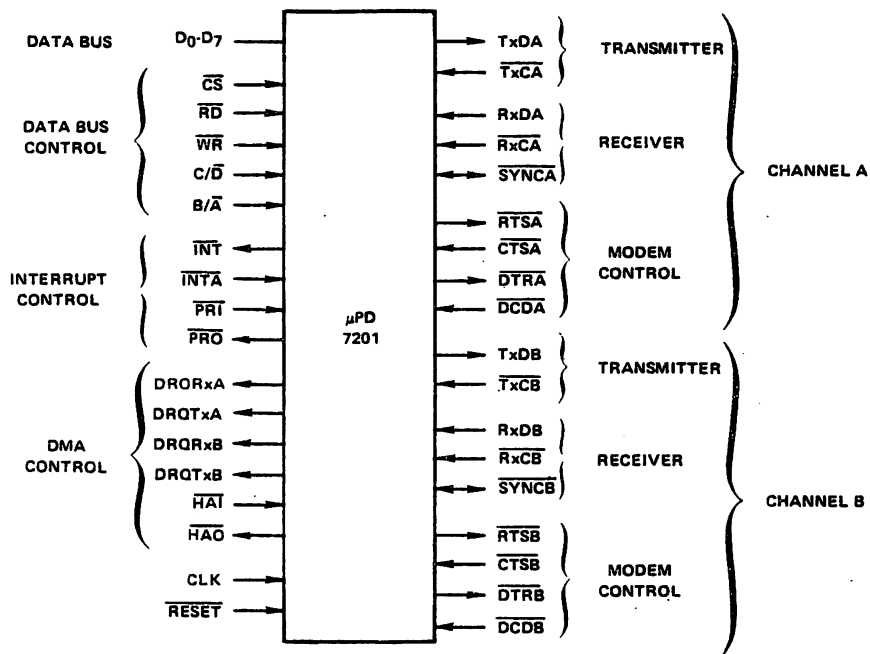 DATA BUS
D0-D7
DATA BUS
CONTROL
CS
RD
WR
C/D
B/A
INTERRUPT
CONTROL
INT
INTA
PRI
PRO
DMA
CONTROL
DRQRxA
DRQTxA
DRQRxB
DRQTxB
HAI
HAO
CLK
RESET
μPD
7201
TxDA
TxCA
TRANSMITTER
RxDA
RxCA
SYNCA
RECEIVER
RTSA
CTSA
DTRA
DCDA
MODEM
CONTROL
CHANNEL A
TxDB
TxCB
TRANSMITTER
RxDB
RxCB
SYNCB
RECEIVER
RTSB
CTSB
DTRB
DCDB
MODEM
CONTROL
CHANNEL B